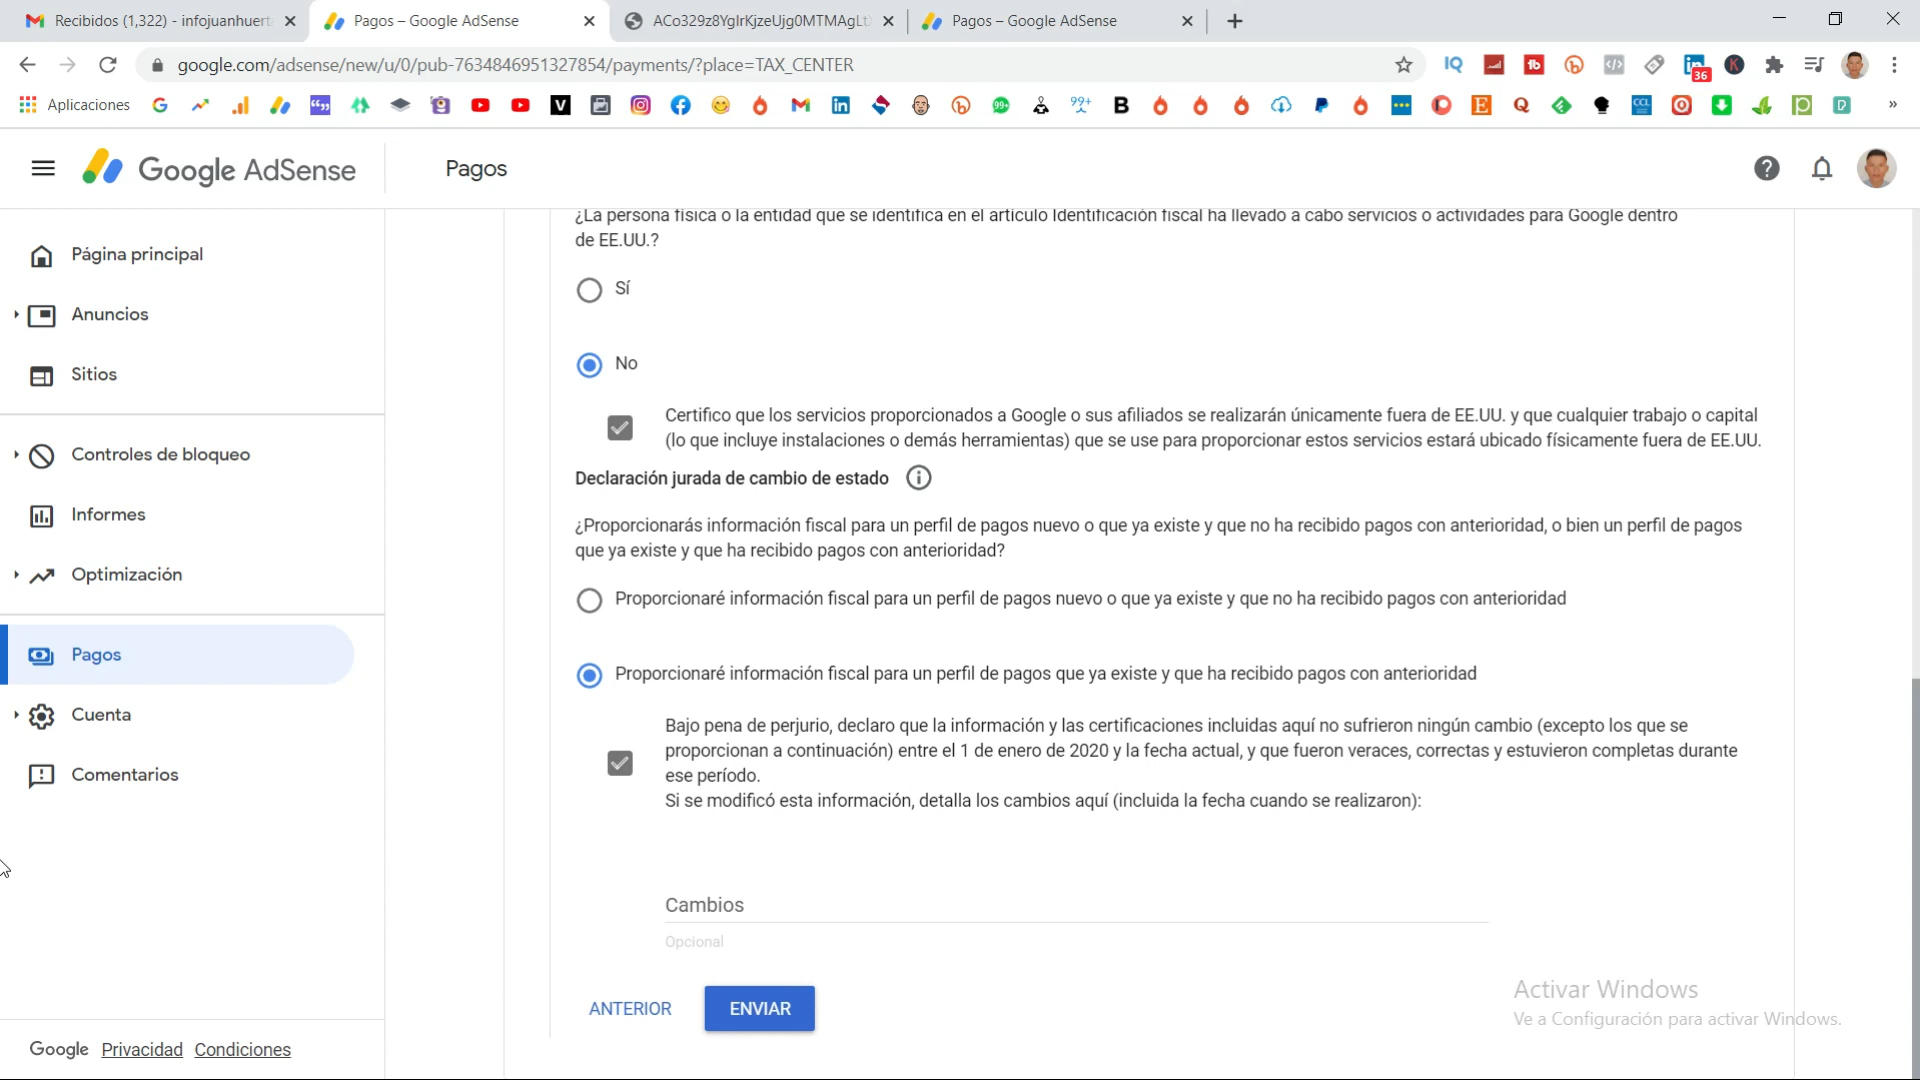 Recibidos (1,322) - infojuanhuert
Pagos – Google AdSense
ACo329z8YglrKjzeUjg0MTMAgLt
Pagos – Google AdSense
google.com/adsense/new/u/0/pub-7634846951327854/payments/?place=TAX_CENTER
36
Aplicaciones
Google AdSense
Pagos
Página principal
Anuncios
Sitios
Controles de bloqueo
Informes
Optimización
Pagos
Cuenta
Comentarios
Google Privacidad Condiciones
¿La persona física o la entidad que se identifica en el artículo Identificación fiscal ha llevado a cabo servicios o actividades para Google dentro
de EE.UU.?
Sí
No
Certifico que los servicios proporcionados a Google o sus afiliados se realizarán únicamente fuera de EE.UU. y que cualquier trabajo o capital
(lo que incluye instalaciones o demás herramientas) que se use para proporcionar estos servicios estará ubicado físicamente fuera de EE.UU.
Declaración jurada de cambio de estado
¿Proporcionarás información fiscal para un perfil de pagos nuevo o que ya existe y que no ha recibido pagos con anterioridad, o bien un perfil de pagos
que ya existe y que ha recibido pagos con anterioridad?
Proporcionaré información fiscal para un perfil de pagos nuevo o que ya existe y que no ha recibido pagos con anterioridad
Proporcionaré información fiscal para un perfil de pagos que ya existe y que ha recibido pagos con anterioridad
Bajo pena de perjurio, declaro que la información y las certificaciones incluidas aquí no sufrieron ningún cambio (excepto los que se
proporcionan a continuación) entre el 1 de enero de 2020 y la fecha actual, y que fueron veraces, correctas y estuvieron completas durante
ese período.
Si se modificó esta información, detalla los cambios aquí (incluida la fecha cuando se realizaron):
Cambios
Opcional
ANTERIOR
ENVIAR
Activar Windows
Ve a Configuración para activar Windows.